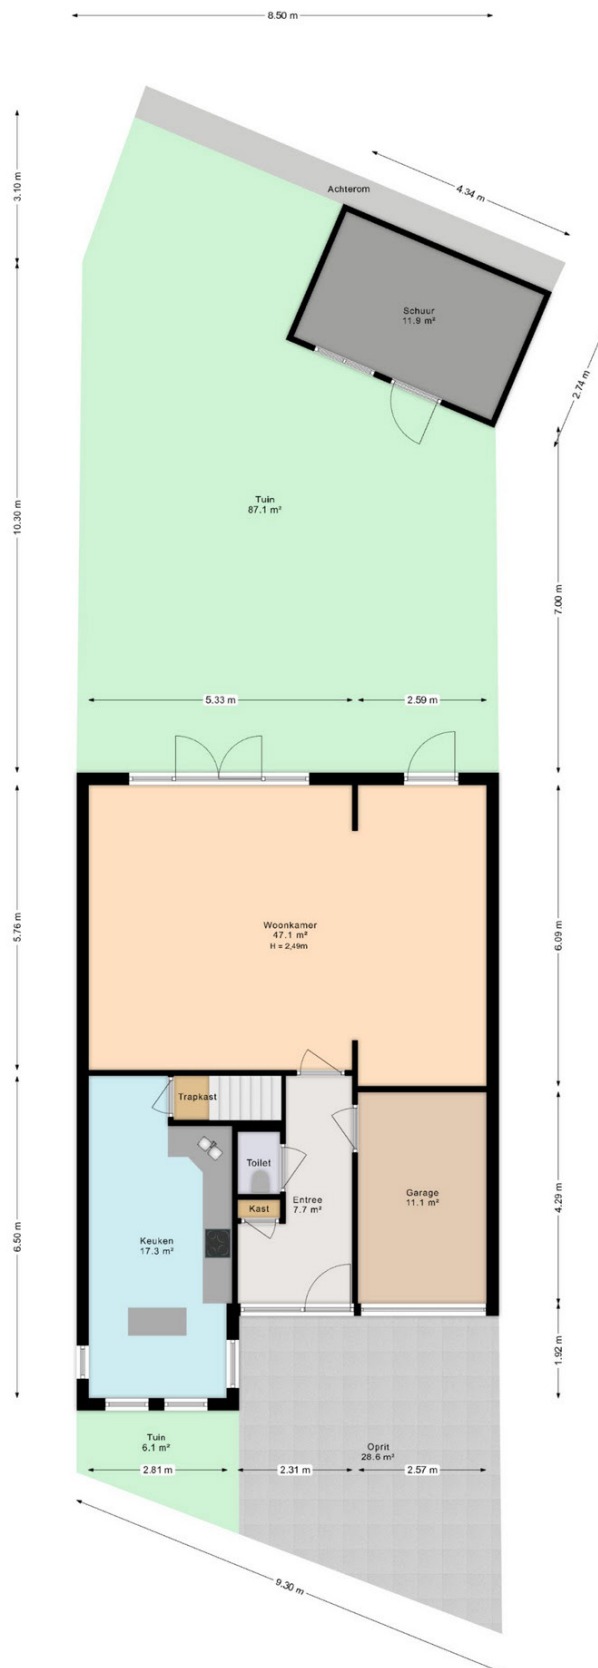 8.50 m
3.10 m
Achterom
4.34 m
Schuur
11.9 m²
2.74 m
10.30 m
Tuin
87.1 m²
7.00 m
5.33 m
2.59 m
Woonkamer
47.1 m²
H = 2,49m
5.76 m
6.09 m
Trapkast
Toilet
Kast
Entree
7.7 m²
Garage
11.1 m²
4.29 m
Keuken
17.3 m²
6.50 m
1.92 m
Tuin
6.1 m²
Oprit
28.6 m²
2.81 m
2.31 m
2.57 m
9.30 m